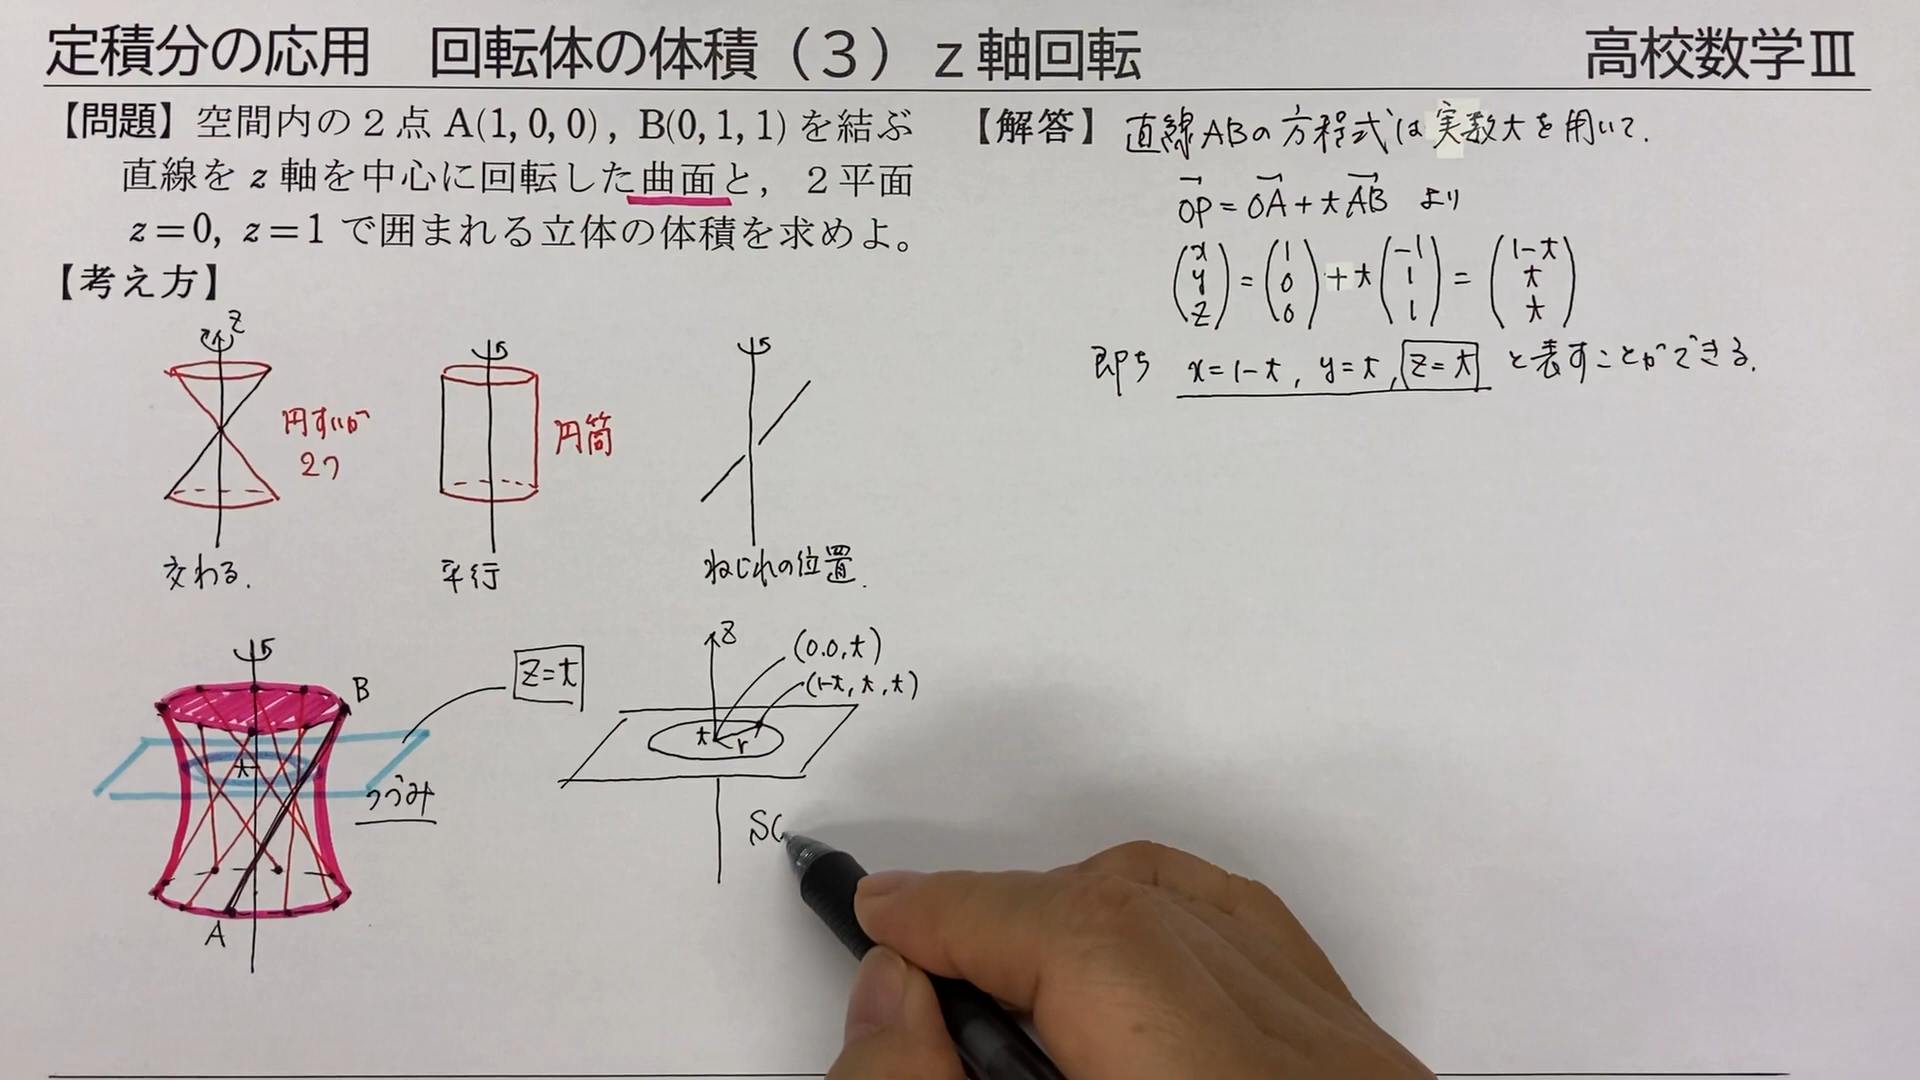 定積分の応用 回転体の体積（３）ｚ軸回転 高校数学Ⅲ
【問題】空間内の２点 A(1, 0, 0) , B(0, 1, 1) を結ぶ
直線を z 軸を中心に回転した曲面と，２平面
z=0, z=1 で囲まれる立体の体積を求めよ。
【考え方】
z
円すいが
2つ
交わる.
円筒
平行
ねじれの位置.
B
z=t
t
つづみ
A
z
(0.0,t)
(1-t, t, t)
t
r
S(
【解答】直線ABの方程式は実数tを用いて.
OP = OA + t AB より
(x y z) = (1 0 0) + t (-1 1 1) = (1-t t t)
即ち x=1-t, y=t, z=t と表すことができる.